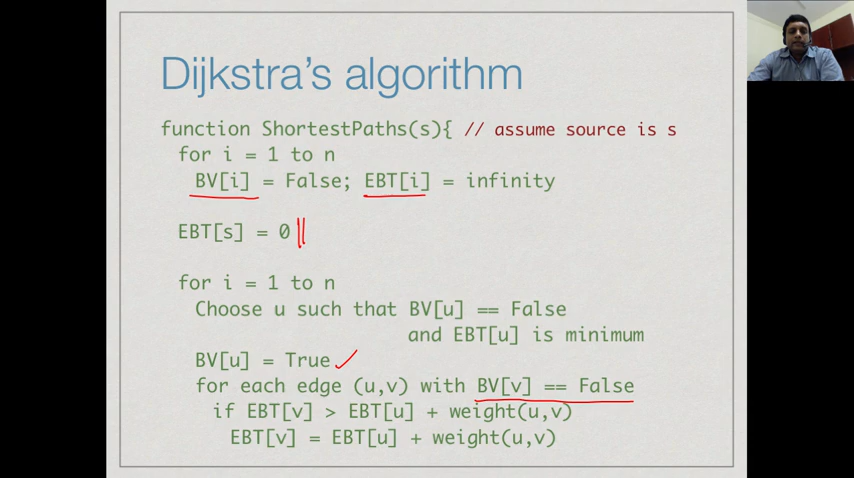 Dijkstra's algorithm
function ShortestPaths(s){ // assume source is s
for i = 1 to n
BV[i] = False; EBT[i] = infinity
EBT[s] = 0
for i = 1 to n
Choose u such that BV[u] == False
and EBT[u] is minimum
BV[u] = True
for each edge (u,v) with BV[v] == False
if EBT[v] > EBT[u] + weight(u,v)
EBT[v] = EBT[u] + weight(u,v)